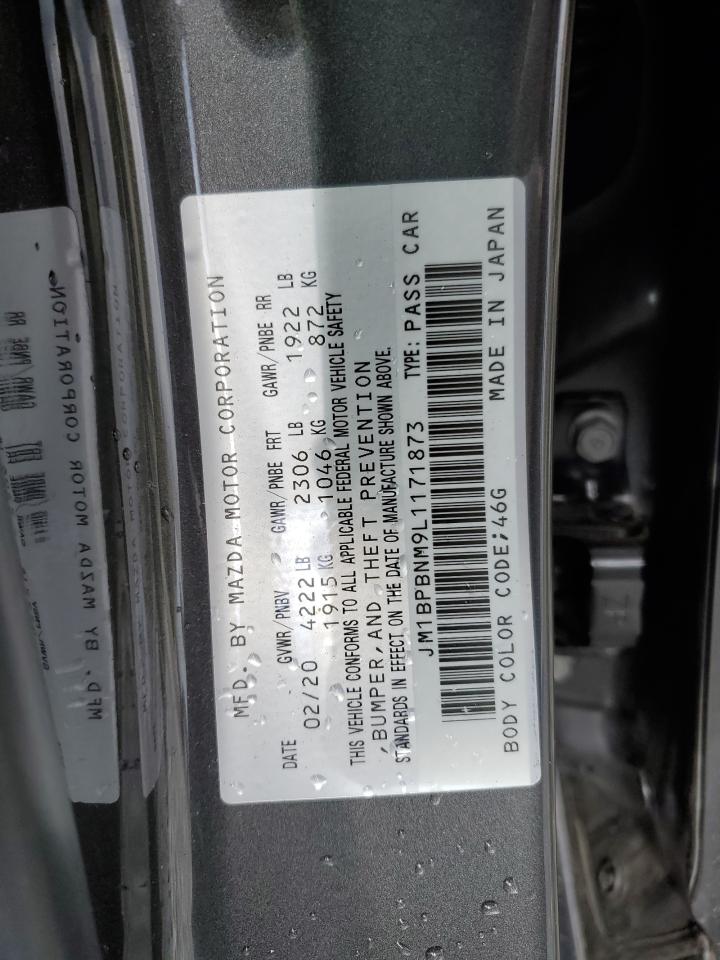 MFD. BY MAZDA MOTOR CORPORATION
DATE GVWR/PNBV GAWR/PNBE FRT GAWR/PNBE RR
02/20 4222 LB 2306 LB 1922 LB
1915 KG 1046 KG 872 KG
THIS VEHICLE CONFORMS TO ALL APPLICABLE FEDERAL MOTOR VEHICLE SAFETY
,BUMPER,AND THEFT PREVENTION
STANDARDS IN EFFECT ON THE DATE OF MANUFACTURE SHOWN ABOVE.
JM1BPBNM9L1171873 TYPE: PASS CAR
BODY COLOR CODE:46G MADE IN JAPAN
MFD. BY MAZDA MOTOR CORPORATION